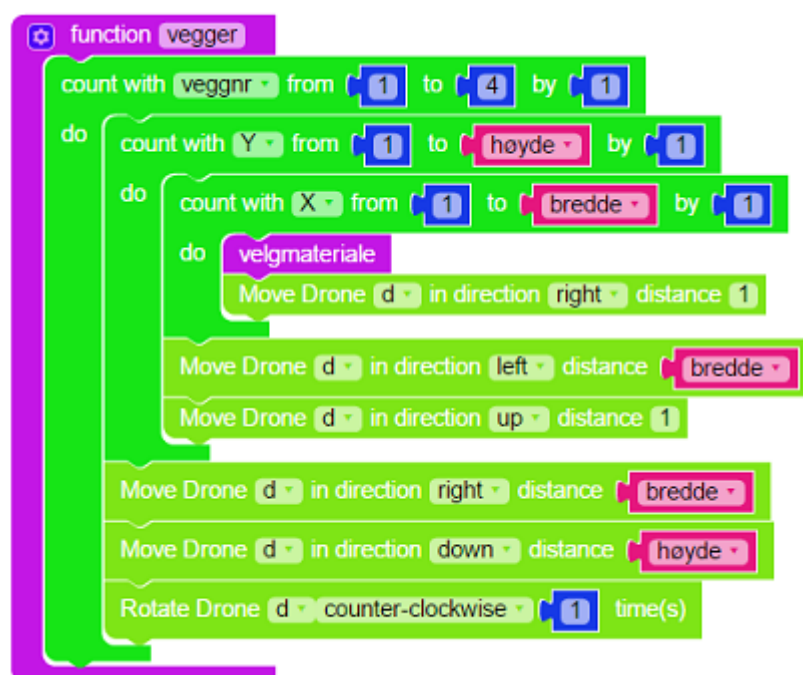 function vegger
count with veggnr from 1 to 4 by 1
do count with Y from 1 to høyde by 1
do count with X from 1 to bredde by 1
do velgmateriale
Move Drone d in direction right distance 1
Move Drone d in direction left distance bredde
Move Drone d in direction up distance 1
Move Drone d in direction right distance bredde
Move Drone d in direction down distance høyde
Rotate Drone d counter-clockwise 1 time(s)